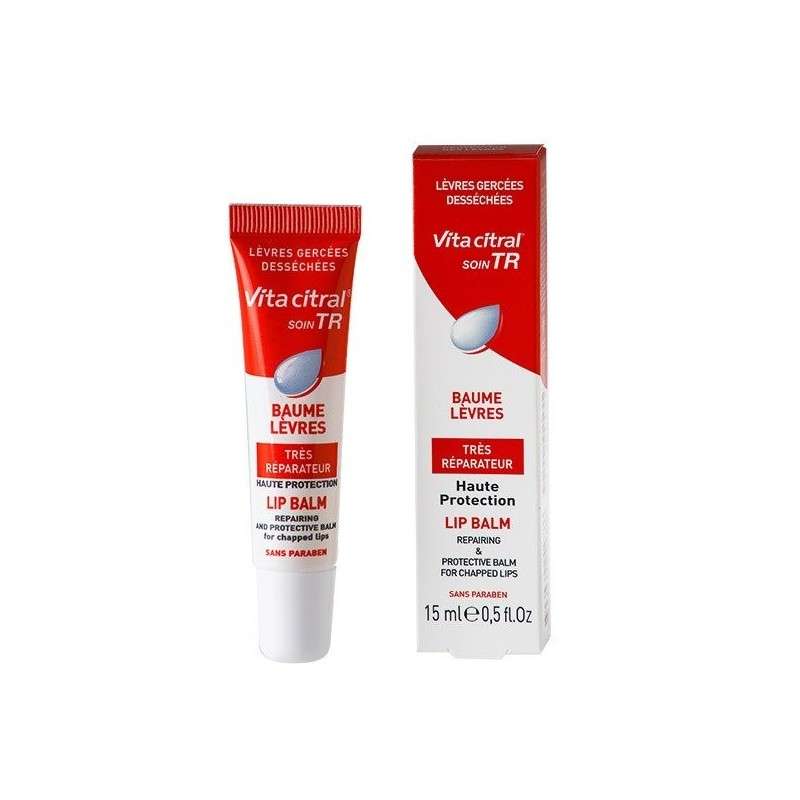 LÈVRES GERCÉES
DESSÉCHÉES
Vita citral®
SOIN TR
BAUME
LÈVRES
TRÈS
RÉPARATEUR
HAUTE PROTECTION
LIP BALM
REPAIRING
AND PROTECTIVE BALM
for chapped lips
SANS PARABEN
LÈVRES GERCÉES
DESSÉCHÉES
Vita citral®
SOIN TR
BAUME
LÈVRES
TRÈS
RÉPARATEUR
Haute
Protection
LIP BALM
REPAIRING
&
PROTECTIVE BALM
FOR CHAPPED LIPS
SANS PARABEN
15 ml e 0,5 fl.Oz